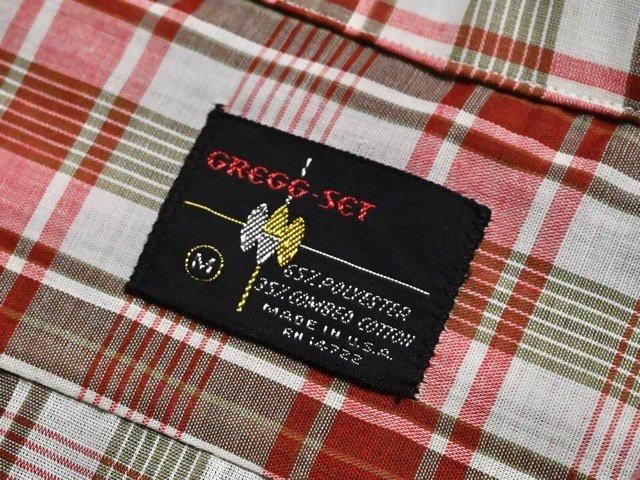 GREGG-SET
M
65% POLYESTER
35% COMBED COTTON
MADE IN U.S.A.
RN 14722